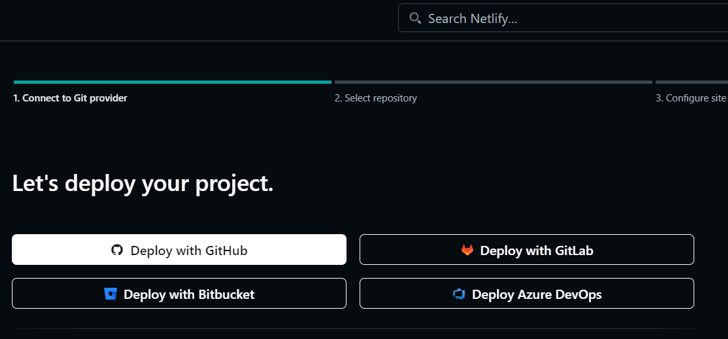 Search Netlify...
1. Connect to Git provider
2. Select repository
3. Configure site
Let's deploy your project.
Deploy with GitHub
Deploy with GitLab
Deploy with Bitbucket
Deploy Azure DevOps